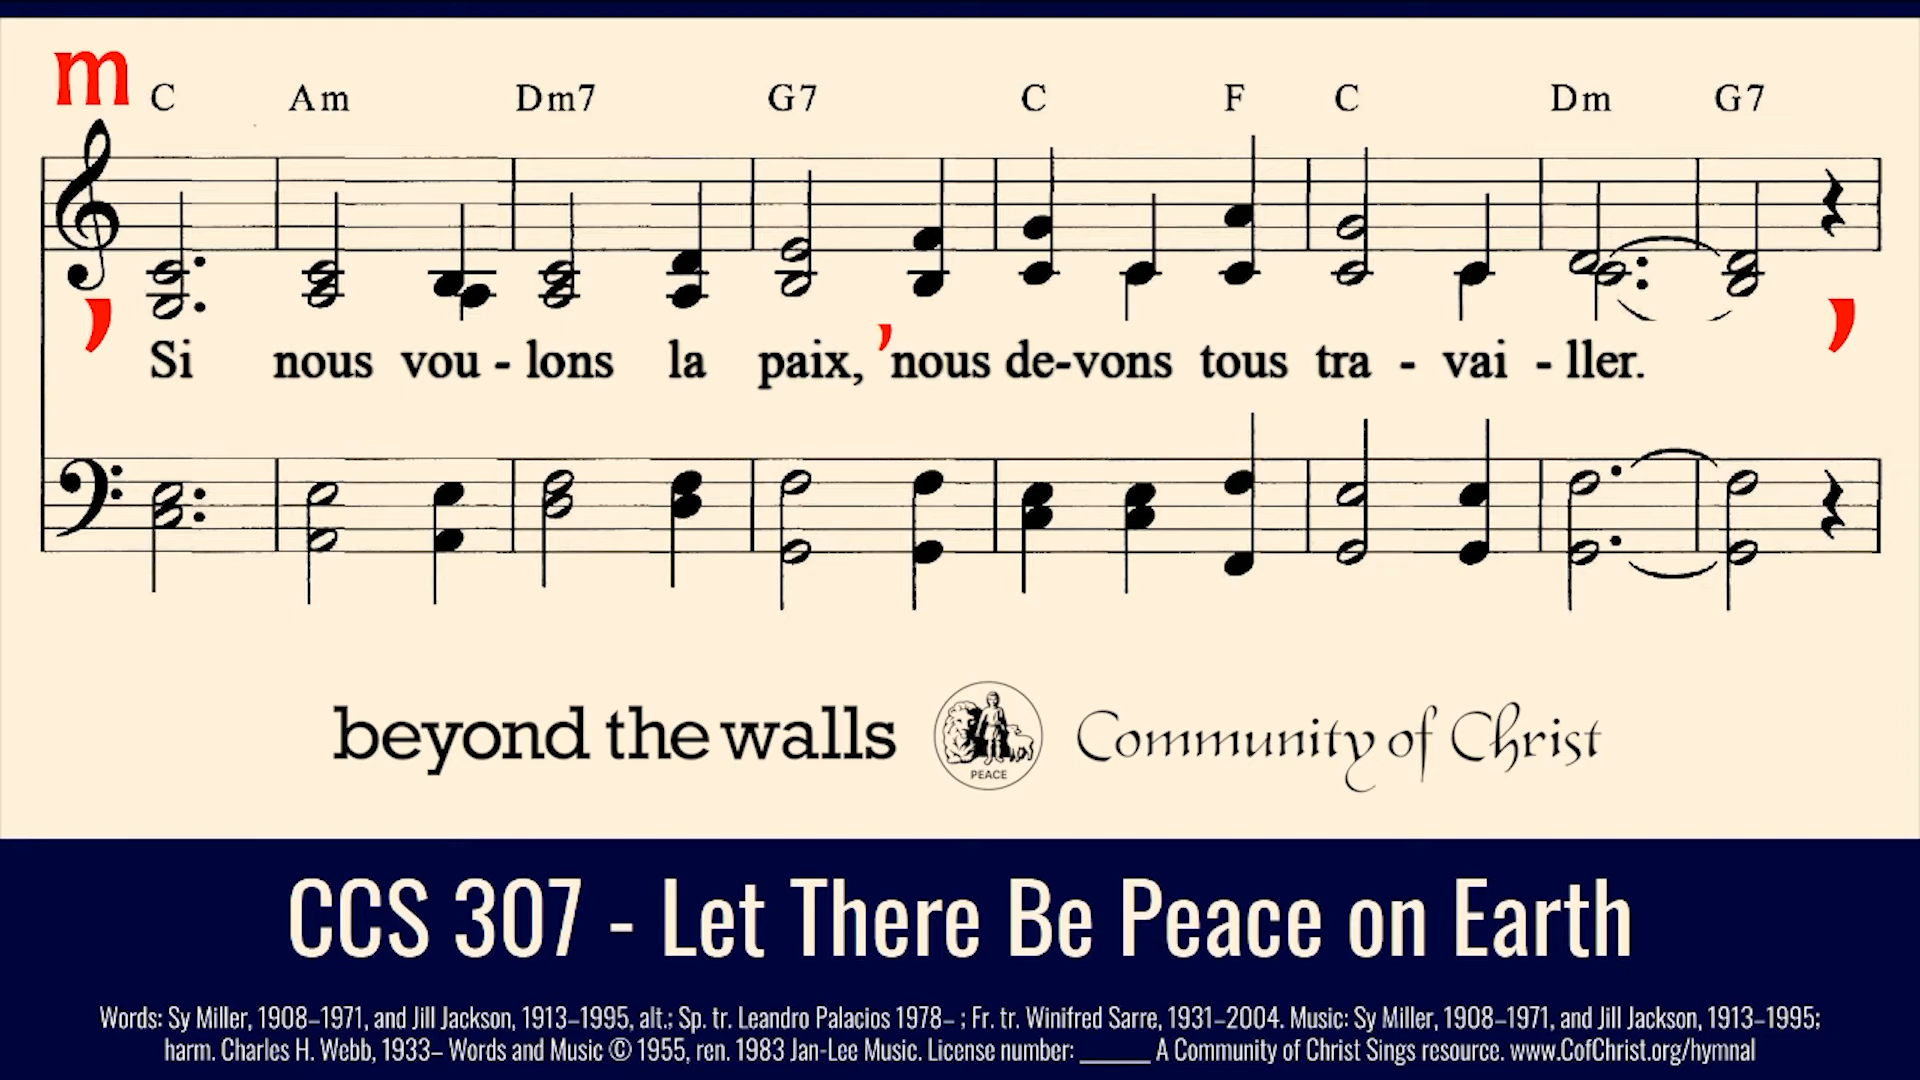 m C Am Dm7 G7 C F C Dm G7
Si nous vou - lons la paix, ’nous de-vons tous tra - vai - ller.
beyond the walls PEACE Community of Christ
CCS 307 - Let There Be Peace on Earth
Words: Sy Miller, 1908–1971, and Jill Jackson, 1913–1995, alt.; Sp. tr. Leandro Palacios 1978– ; Fr. tr. Winifred Sarre, 1931–2004. Music: Sy Miller, 1908–1971, and Jill Jackson, 1913–1995;
harm. Charles H. Webb, 1933– Words and Music © 1955, ren. 1983 Jan-Lee Music. License number: ______ A Community of Christ Sings resource. www.CofChrist.org/hymnal